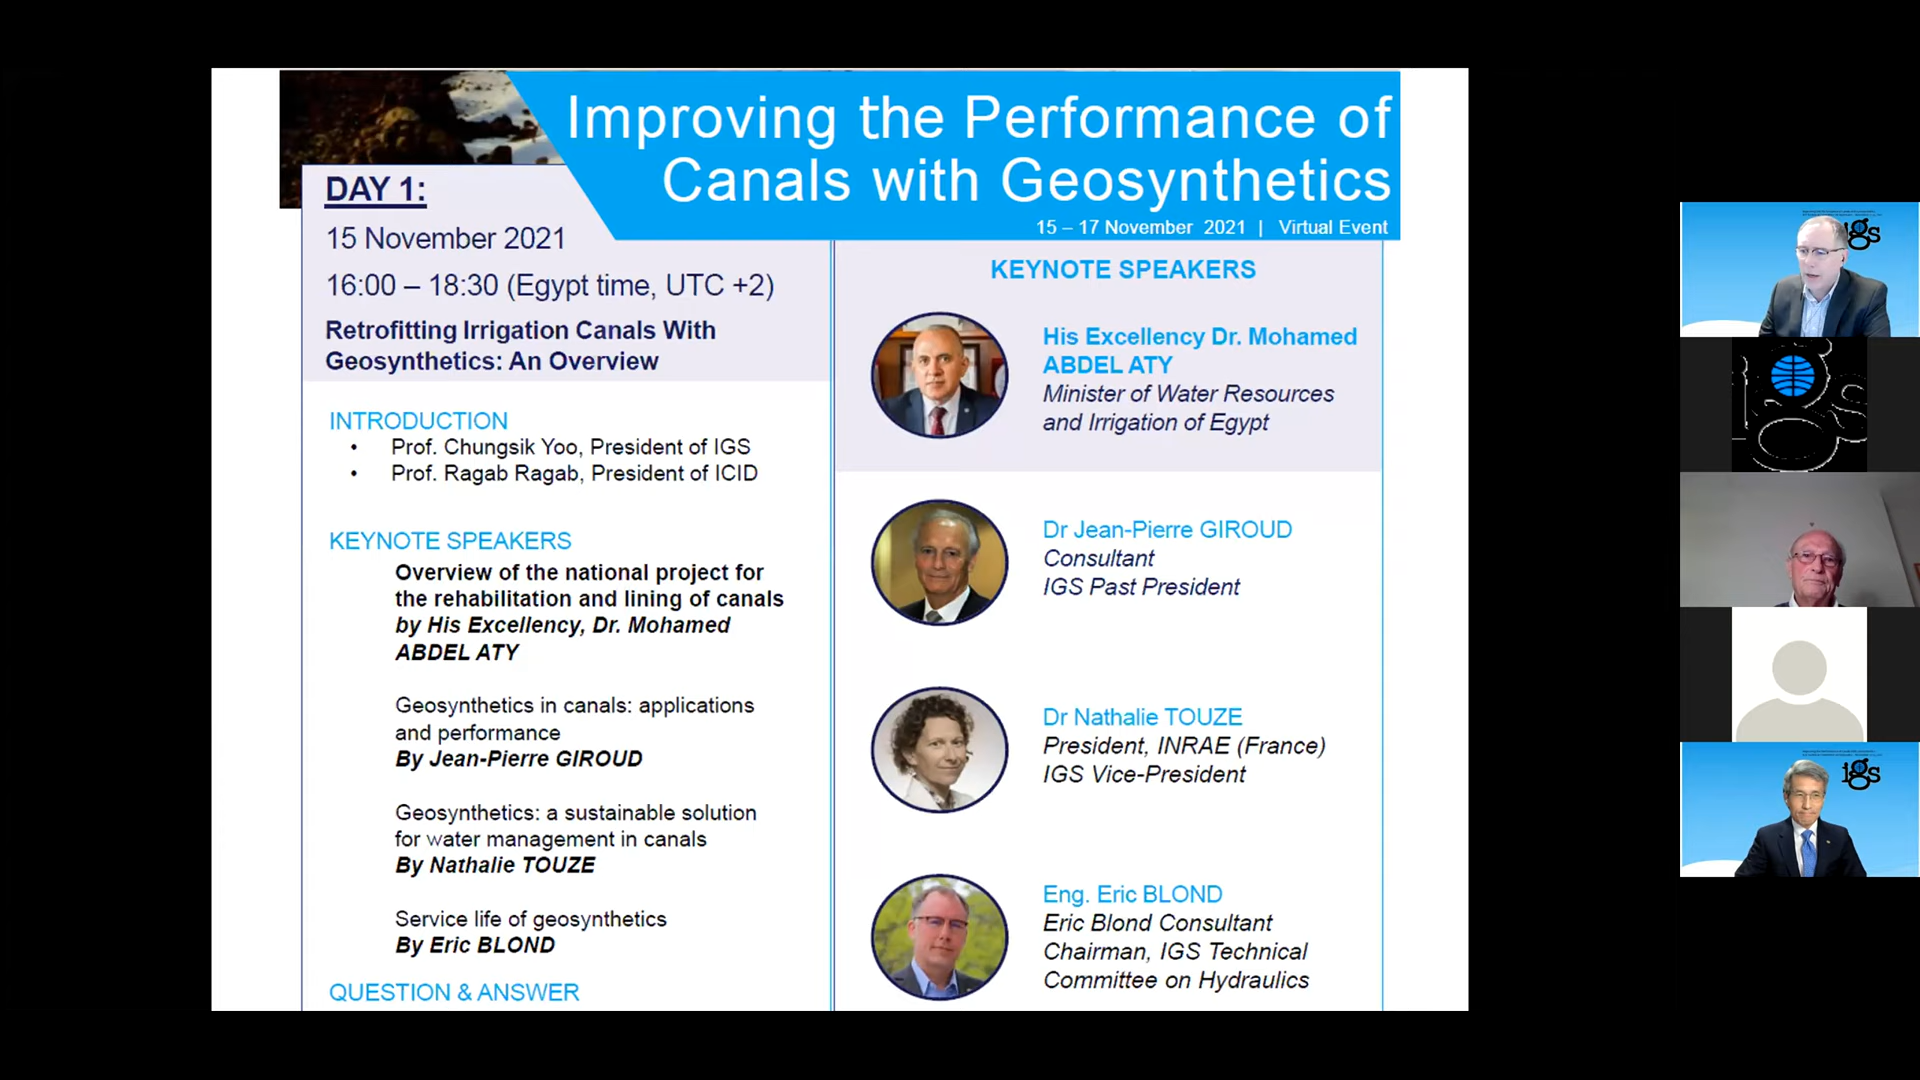 Improving the Performance of
Canals with Geosynthetics
15 – 17 November 2021 | Virtual Event
DAY 1:
15 November 2021
16:00 – 18:30 (Egypt time, UTC +2)
Retrofitting Irrigation Canals With
Geosynthetics: An Overview
INTRODUCTION
• Prof. Chungsik Yoo, President of IGS
• Prof. Ragab Ragab, President of ICID
KEYNOTE SPEAKERS
Overview of the national project for
the rehabilitation and lining of canals
by His Excellency, Dr. Mohamed
ABDEL ATY
Geosynthetics in canals: applications
and performance
By Jean-Pierre GIROUD
Geosynthetics: a sustainable solution
for water management in canals
By Nathalie TOUZE
Service life of geosynthetics
By Eric BLOND
QUESTION & ANSWER
KEYNOTE SPEAKERS
His Excellency Dr. Mohamed
ABDEL ATY
Minister of Water Resources
and Irrigation of Egypt
Dr Jean-Pierre GIROUD
Consultant
IGS Past President
Dr Nathalie TOUZE
President, INRAE (France)
IGS Vice-President
Eng. Eric BLOND
Eric Blond Consultant
Chairman, IGS Technical
Committee on Hydraulics
igs
igs
igs